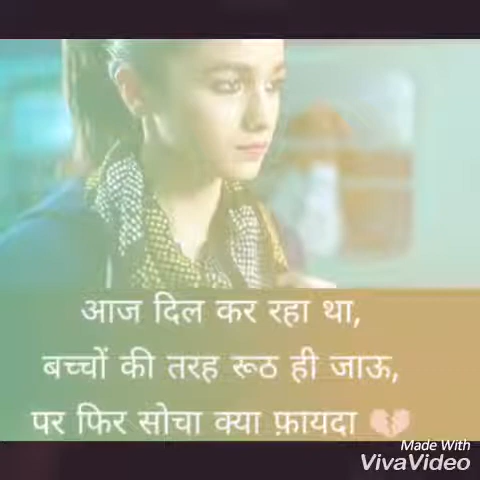 आज दिल कर रहा था,
बच्चों की तरह रूठ ही जाऊ,
पर फिर सोचा क्या फ़ायदा 💔
Made With
VivaVideo